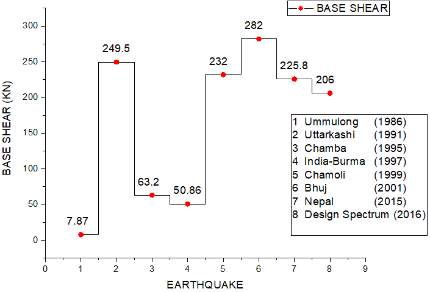 BASE SHEAR
300
250
200
150
100
50
0
BASE SHEAR (KN)
7.87
249.5
63.2
50.86
232
282
225.8
206
1 Ummulong (1986)
2 Uttarkashi (1991)
3 Chamba (1995)
4 India-Burma (1997)
5 Chamoli (1999)
6 Bhuj (2001)
7 Nepal (2015)
8 Design Spectrum (2016)
0 1 2 3 4 5 6 7 8 9
EARTHQUAKE